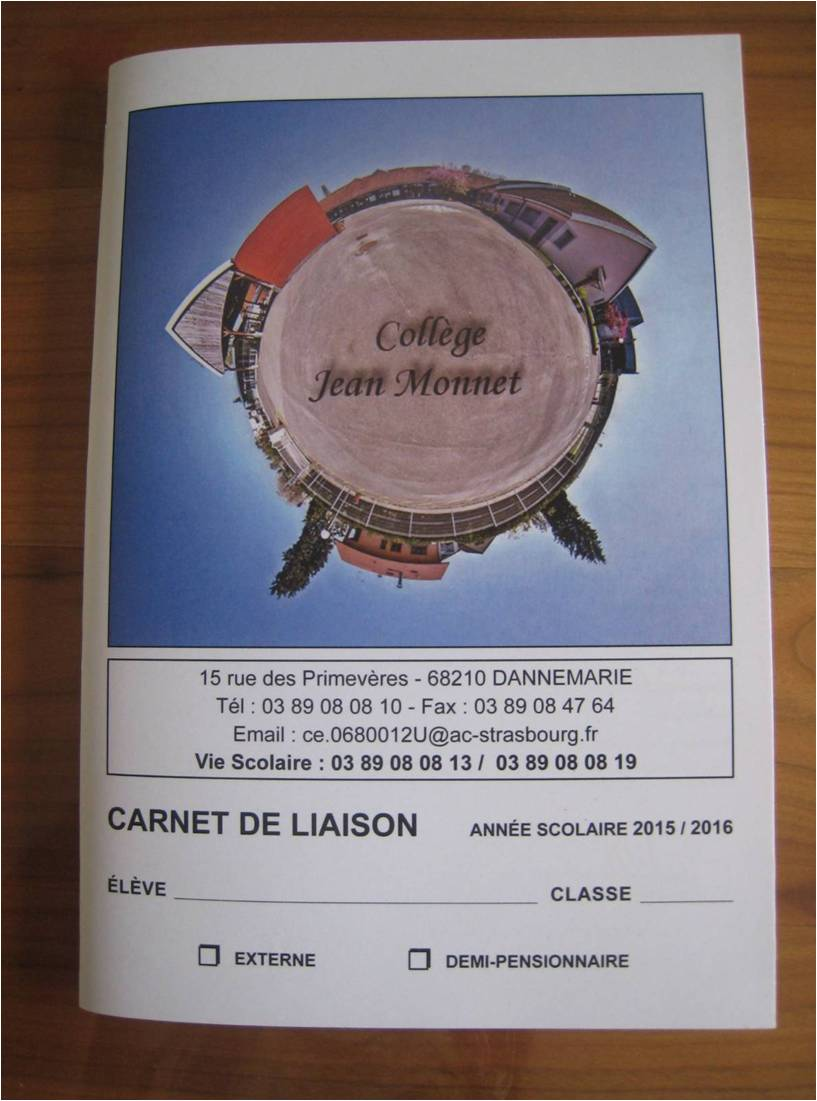 Collège
Jean Monnet
15 rue des Primevères - 68210 DANNEMARIE
Tél : 03 89 08 08 10 - Fax : 03 89 08 47 64
Email : ce.0680012U@ac-strasbourg.fr
Vie Scolaire : 03 89 08 08 13 / 03 89 08 08 19
CARNET DE LIAISON ANNÉE SCOLAIRE 2015 / 2016
ÉLÈVE CLASSE
EXTERNE DEMI-PENSIONNAIRE